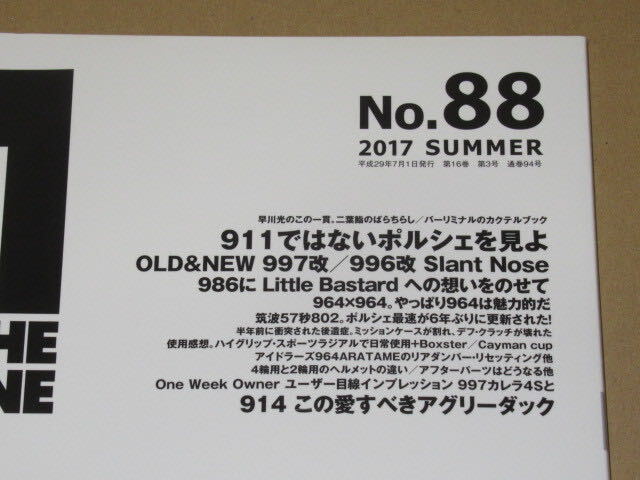 No.88
2017 SUMMER
平成29年7月1日発行 第16巻 第3号 通巻94号
早川光のこの一貫。二葉鮨のばらちらし／バーリミナルのカクテルブック
911ではないポルシェを見よ
OLD&NEW 997改／996改 Slant Nose
986に Little Bastard への想いをのせて
964×964。やっぱり964は魅力的だ
筑波57秒802。ポルシェ最速が6年ぶりに更新された!
半年前に衝突された後遺症。ミッションケースが割れ、デフ・クラッチが壊れた
使用感想。ハイグリップ・スポーツラジアルで日常使用+Boxster／Cayman cup
アイドラーズ964ARATAMEのリアダンパー・リセッティング他
4輪用と2輪用のヘルメットの違い／アフターパーツはどうなる他
One Week Owner ユーザー目線インプレッション 997カレラ4Sと
914 この愛すべきアグリーダック
HE
NE